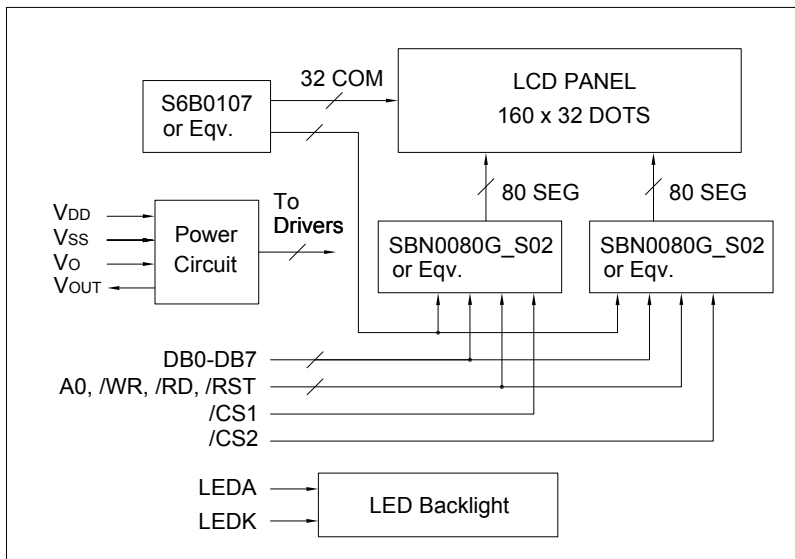 32 COM
S6B0107
or Eqv.
LCD PANEL
160 x 32 DOTS
80 SEG
80 SEG
VDD
VSS
VO
VOUT
Power
Circuit
To
Drivers
SBN0080G_S02
or Eqv.
SBN0080G_S02
or Eqv.
DB0-DB7
A0, /WR, /RD, /RST
/CS1
/CS2
LEDA
LEDK
LED Backlight